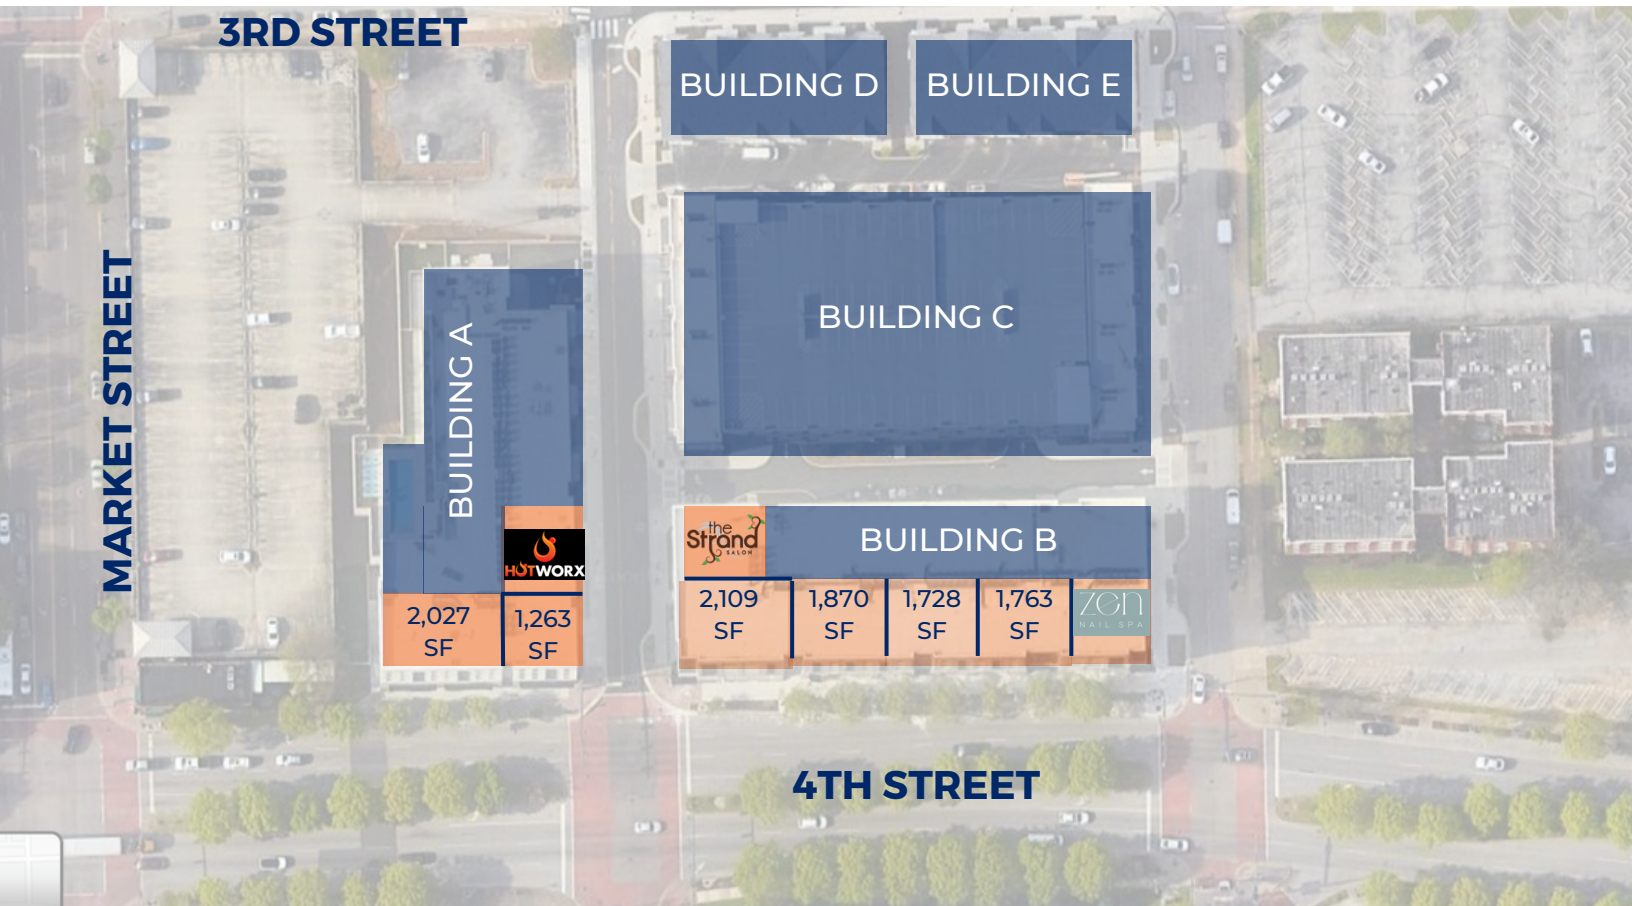 3RD STREET
BUILDING D
BUILDING E
MARKET STREET
BUILDING C
BUILDING A
HOTWORX
the
Strand
SALON
BUILDING B
2,027
SF
1,263
SF
2,109
SF
1,870
SF
1,728
SF
1,763
SF
zen
NAIL SPA
4TH STREET